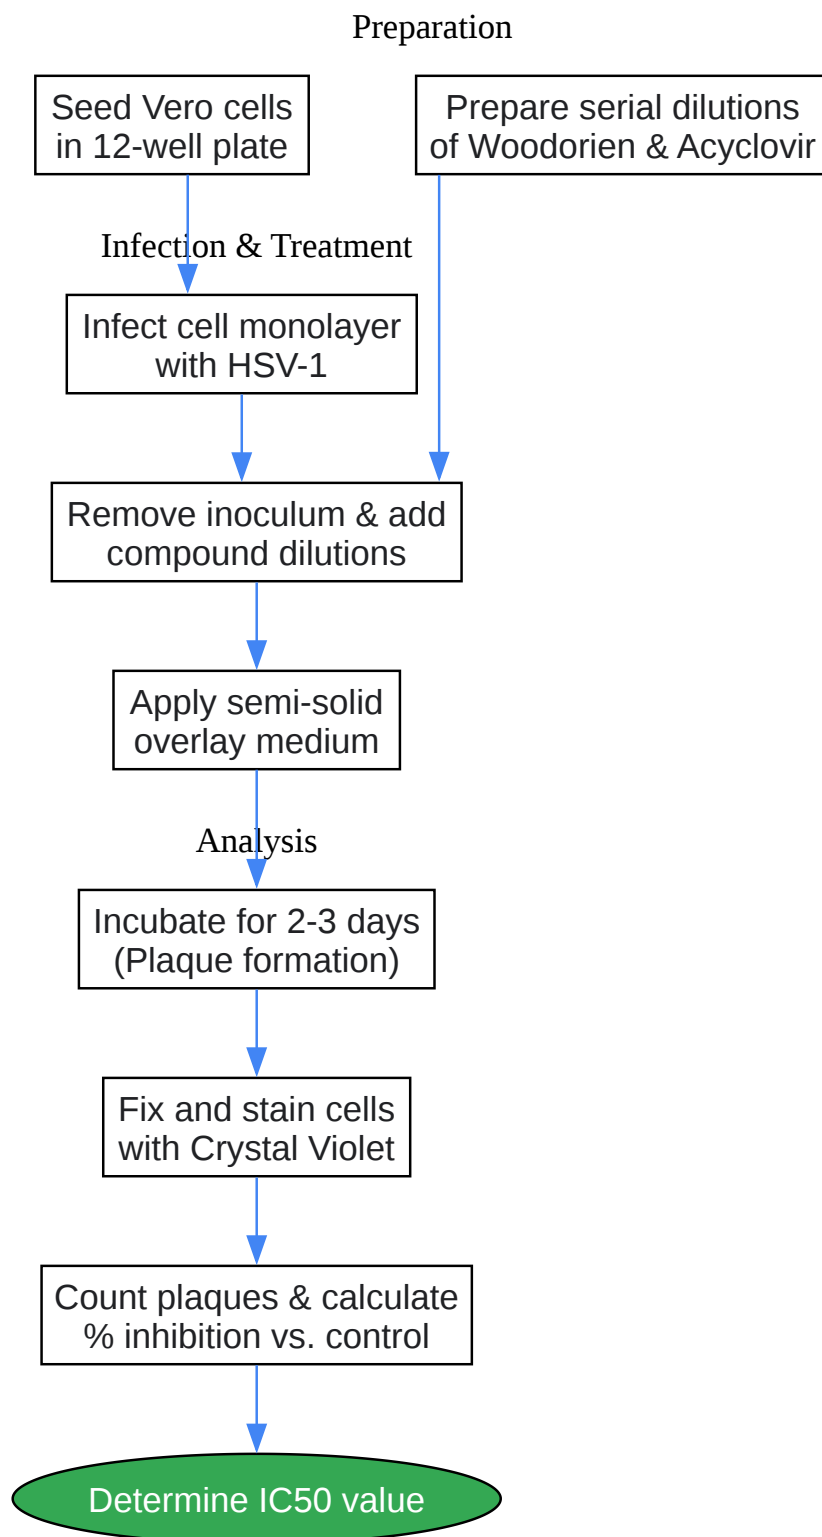 Preparation
Seed Vero cells
in 12-well plate
Prepare serial dilutions
of Woodorien & Acyclovir
Infection & Treatment
Infect cell monolayer
with HSV-1
Remove inoculum & add
compound dilutions
Apply semi-solid
overlay medium
Analysis
Incubate for 2-3 days
(Plaque formation)
Fix and stain cells
with Crystal Violet
Count plaques & calculate
% inhibition vs. control
Determine IC50 value